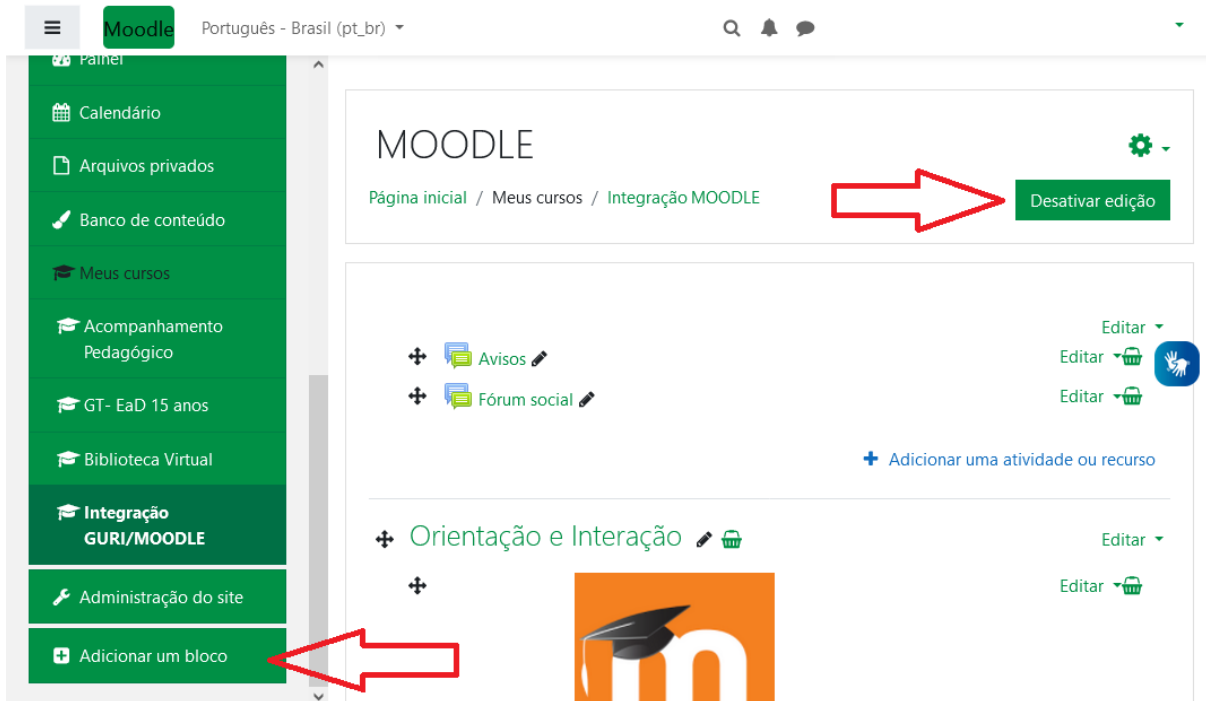 Moodle
Português - Brasil (pt_br)
Painel
Calendário
Arquivos privados
Banco de conteúdo
Meus cursos
Acompanhamento
Pedagógico
GT- EaD 15 anos
Biblioteca Virtual
Integração
GURI/MOODLE
Administração do site
Adicionar um bloco
MOODLE
Página inicial / Meus cursos / Integração MOODLE
Desativar edição
Editar
Avisos
Editar
Fórum social
Editar
Adicionar uma atividade ou recurso
Orientação e Interação
Editar
Editar
m